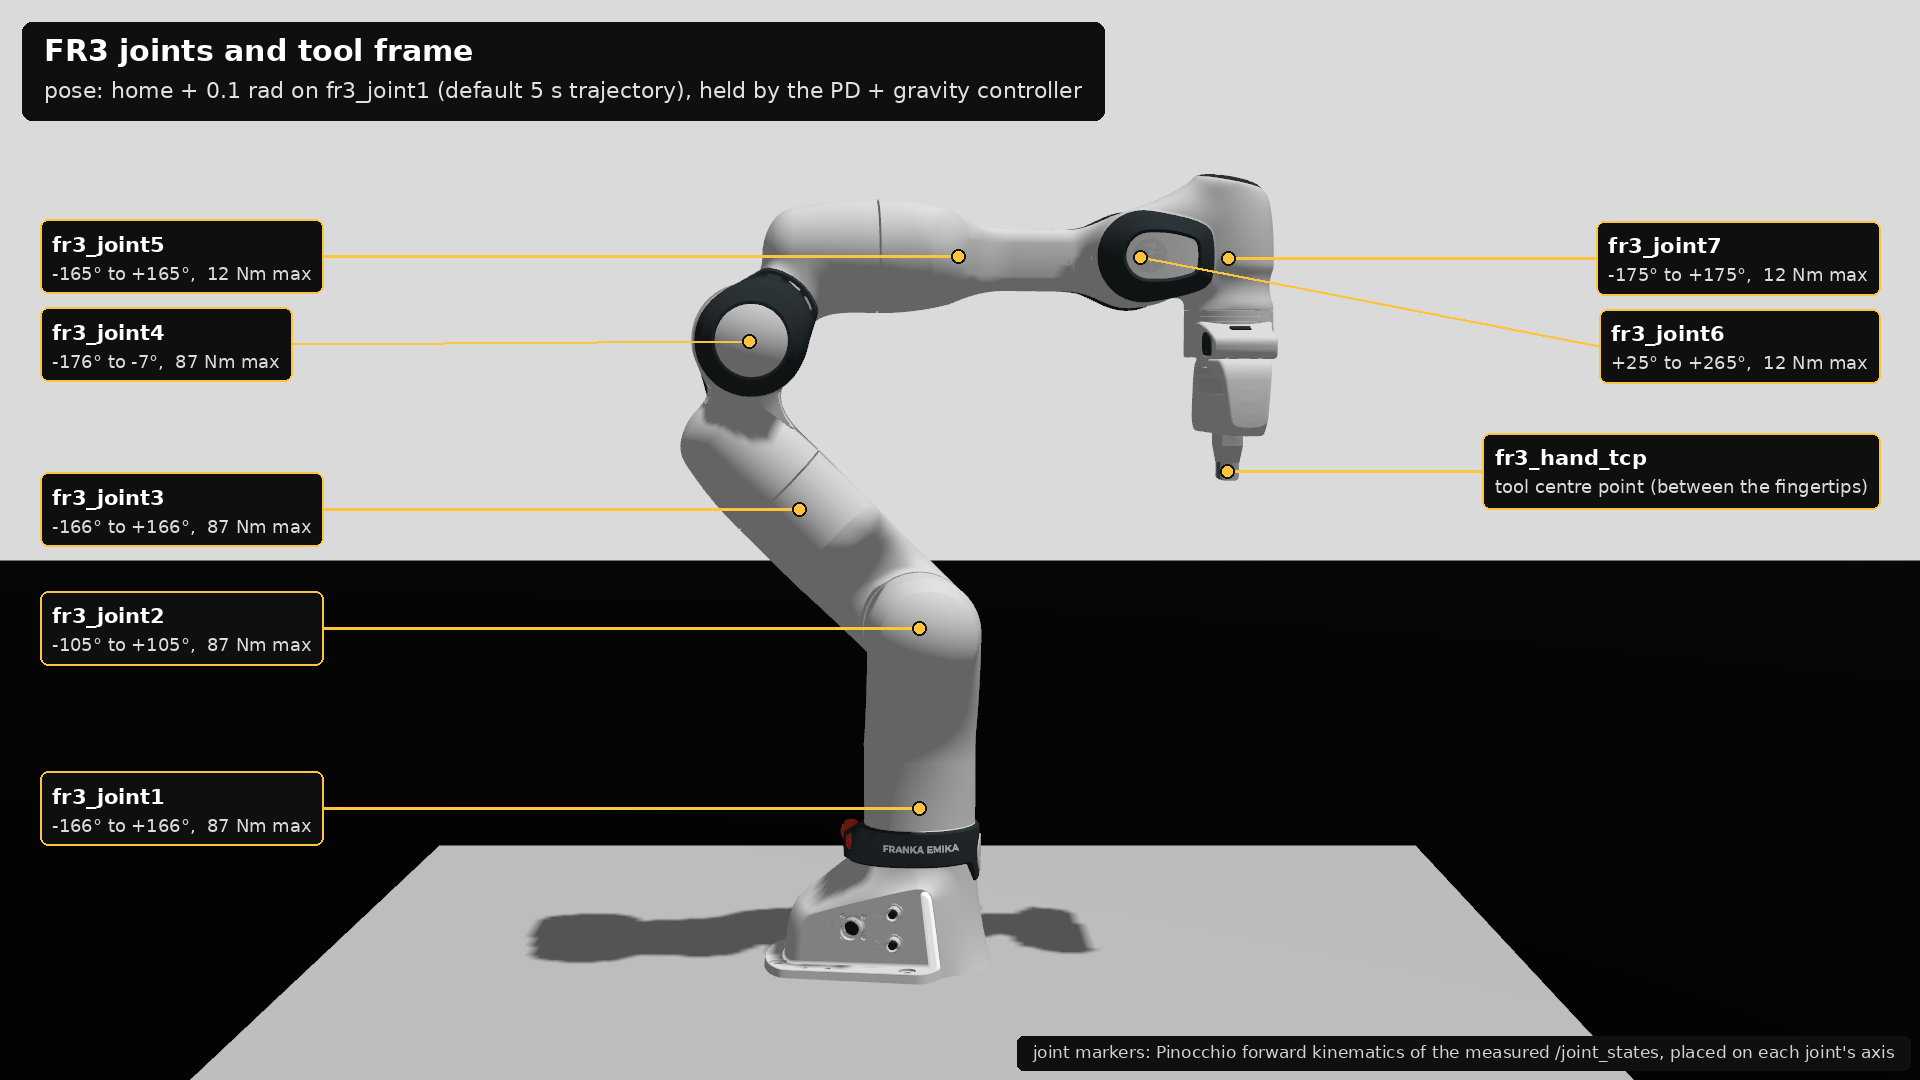 FR3 joints and tool frame
pose: home + 0.1 rad on fr3_joint1 (default 5 s trajectory), held by the PD + gravity controller
fr3_joint5
-165° to +165°,  12 Nm max
fr3_joint4
-176° to -7°,  87 Nm max
fr3_joint3
-166° to +166°,  87 Nm max
fr3_joint2
-105° to +105°,  87 Nm max
fr3_joint1
-166° to +166°,  87 Nm max
fr3_joint7
-175° to +175°,  12 Nm max
fr3_joint6
+25° to +265°,  12 Nm max
fr3_hand_tcp
tool centre point (between the fingertips)
FRANKA EMIKA
joint markers: Pinocchio forward kinematics of the measured /joint_states, placed on each joint's axis